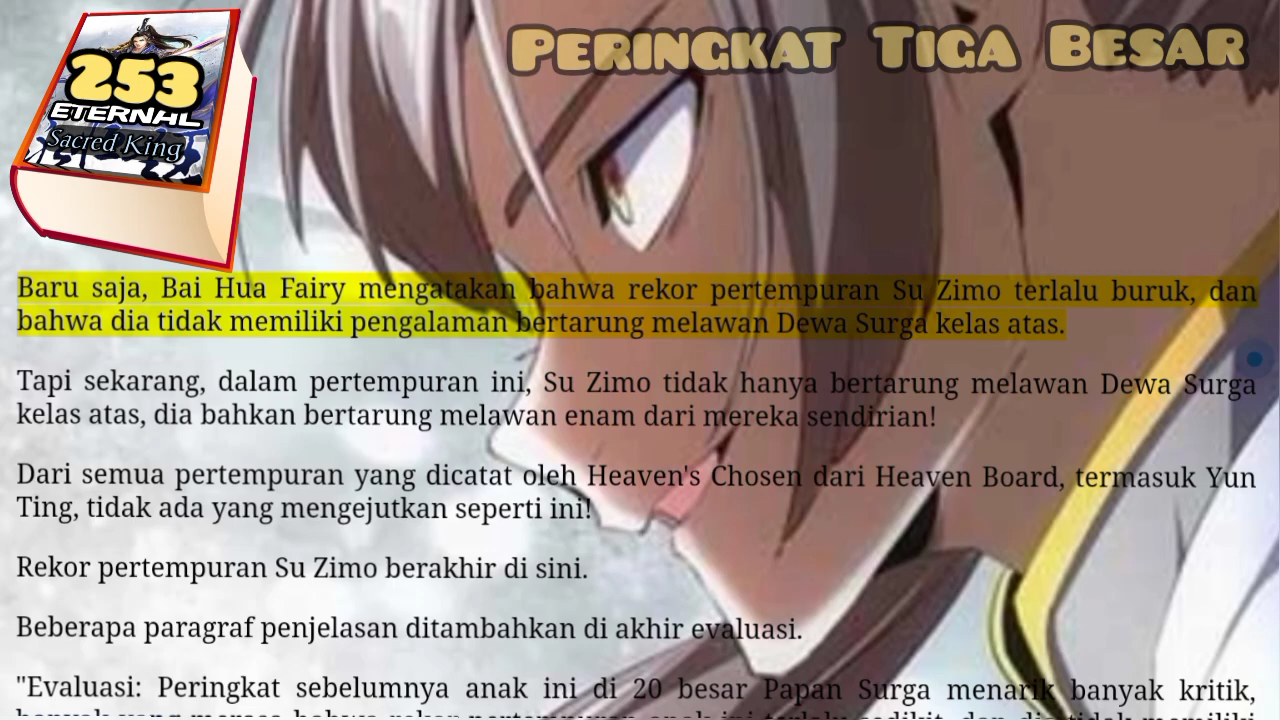 Peringkat Tiga Besar
253
ETERNAL
Sacred King
Baru saja, Bai Hua Fairy mengatakan bahwa rekor pertempuran Su Zimo terlalu buruk, dan
bahwa dia tidak memiliki pengalaman bertarung melawan Dewa Surga kelas atas.
Tapi sekarang, dalam pertempuran ini, Su Zimo tidak hanya bertarung melawan Dewa Surga
kelas atas, dia bahkan bertarung melawan enam dari mereka sendirian!
Dari semua pertempuran yang dicatat oleh Heaven's Chosen dari Heaven Board, termasuk Yun
Ting, tidak ada yang mengejutkan seperti ini!
Rekor pertempuran Su Zimo berakhir di sini.
Beberapa paragraf penjelasan ditambahkan di akhir evaluasi.
"Evaluasi: Peringkat sebelumnya anak ini di 20 besar Papan Surga menarik banyak kritik,